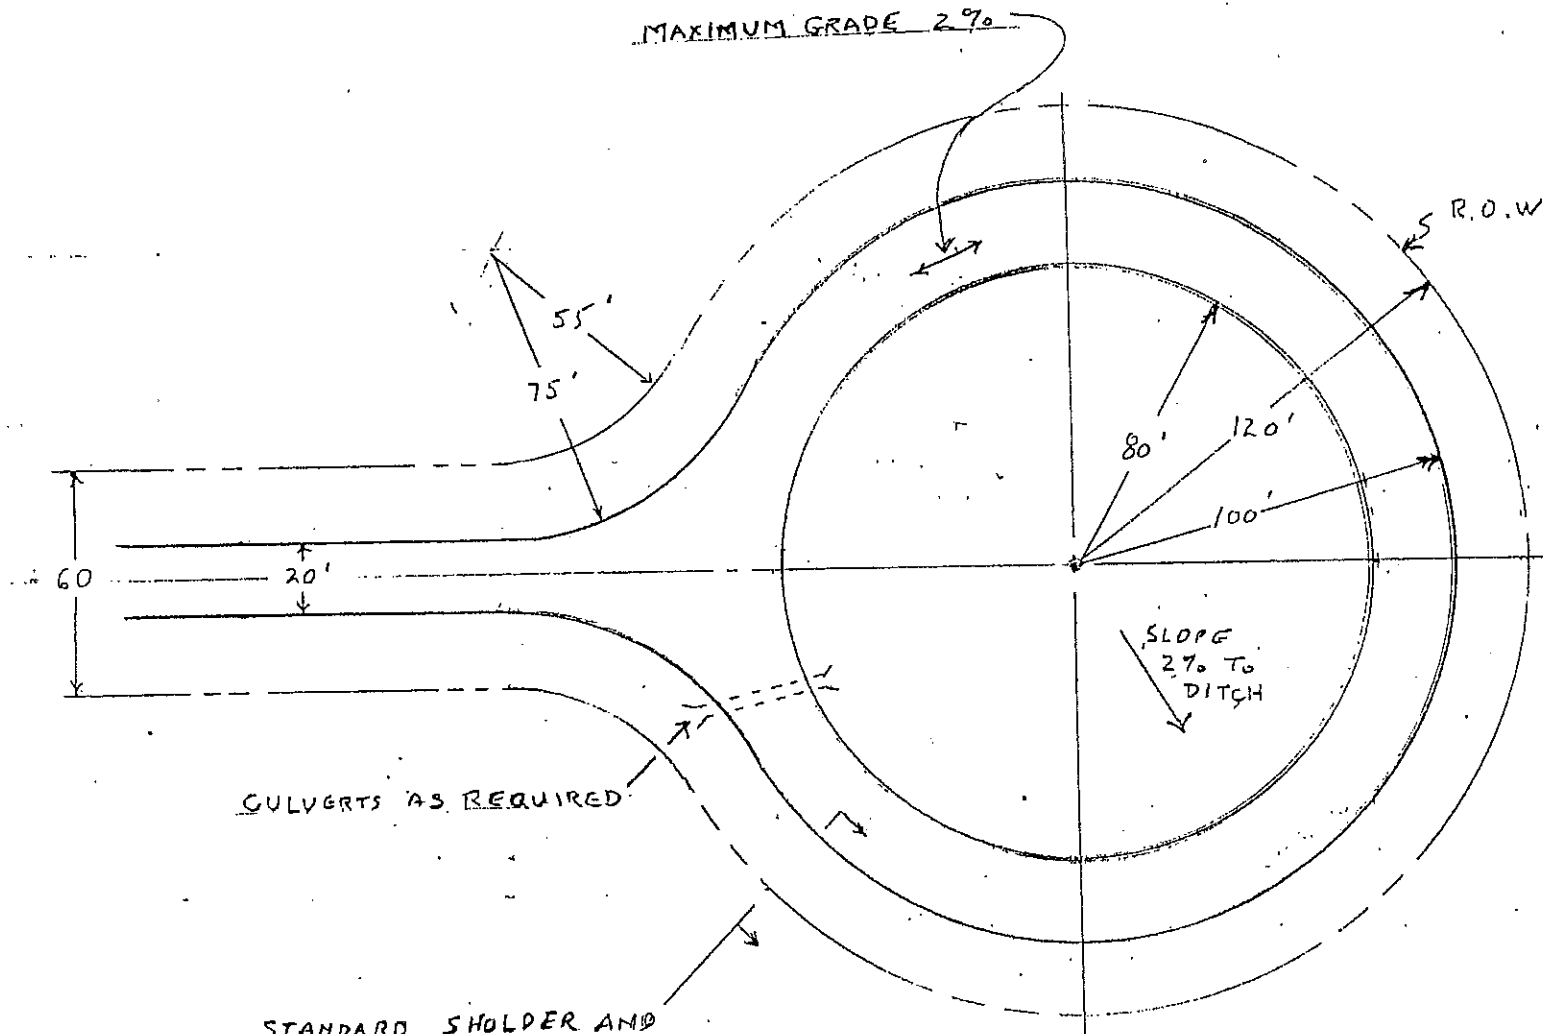 MAXIMUM GRADE 2%
R.O.W
55'
75'
80'
120'
100'
60
20'
SLOPE
2% TO
DITCH
CULVERTS AS REQUIRED
STANDARD SHOLDER AND